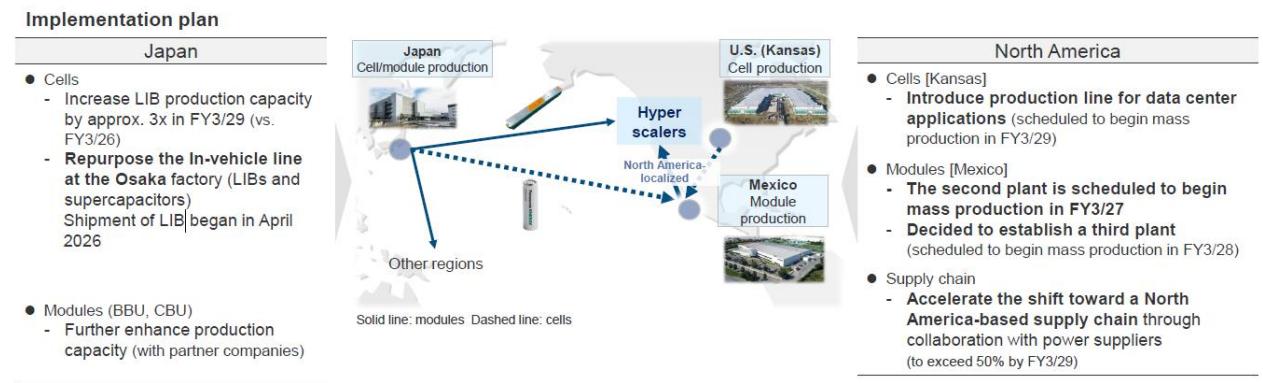 Implementation plan
Japan
● Cells
- Increase LIB production capacity
by approx. 3x in FY3/29 (vs.
FY3/26)
- Repurpose the In-vehicle line
at the Osaka factory (LIBs and
supercapacitors)
Shipment of LIB began in April
2026
● Modules (BBU, CBU)
- Further enhance production
capacity (with partner companies)
Japan
Cell/module production
U.S. (Kansas)
Cell production
Hyper
scalers
North America-
localized
Mexico
Module
production
Other regions
Solid line: modules Dashed line: cells
North America
● Cells [Kansas]
- Introduce production line for data center
applications (scheduled to begin mass
production in FY3/29)
● Modules [Mexico]
- The second plant is scheduled to begin
mass production in FY3/27
- Decided to establish a third plant
(scheduled to begin mass production in FY3/28)
● Supply chain
- Accelerate the shift toward a North
America-based supply chain through
collaboration with power suppliers
(to exceed 50% by FY3/29)